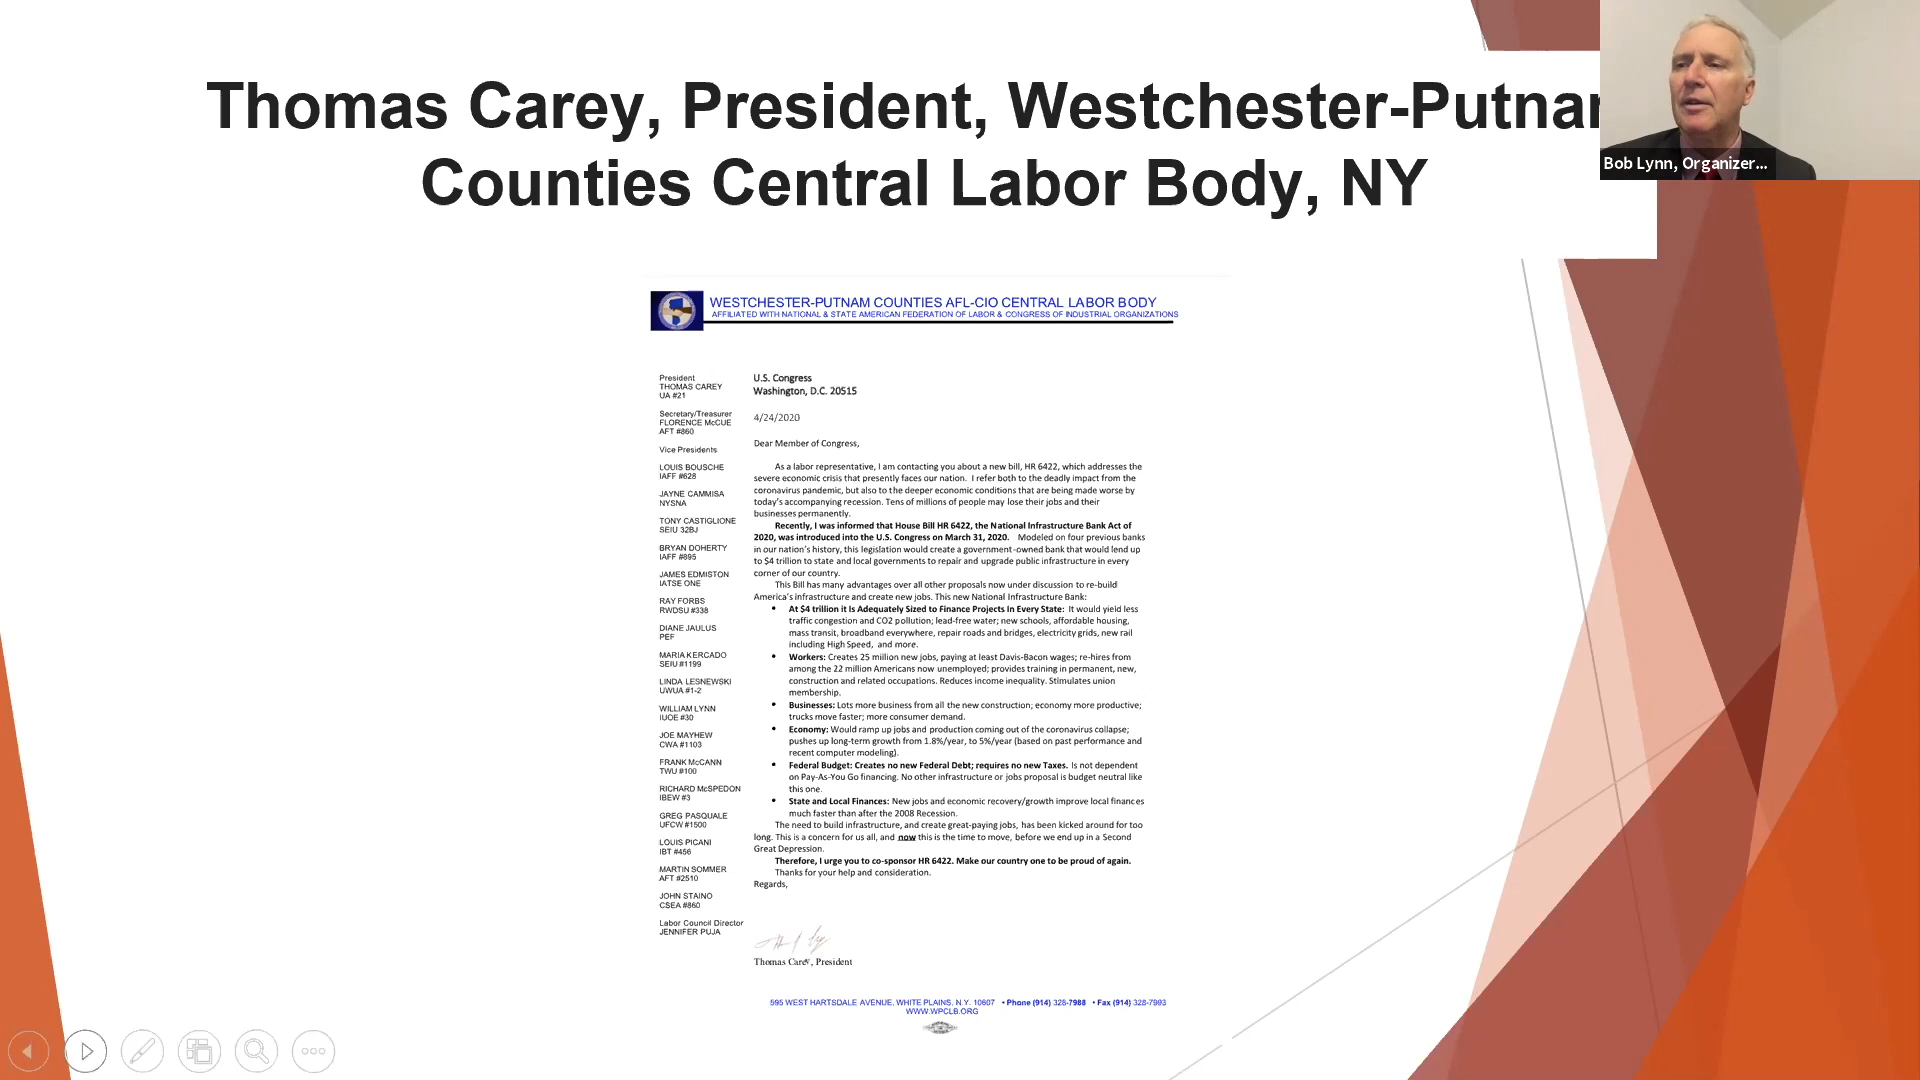 Thomas Carey, President, Westchester-Putnam
Counties Central Labor Body, NY
Bob Lynn, Organizer...
WESTCHESTER-PUTNAM COUNTIES AFL-CIO CENTRAL LABOR BODY
AFFILIATED WITH NATIONAL & STATE AMERICAN FEDERATION OF LABOR & CONGRESS OF INDUSTRIAL ORGANIZATIONS
President
THOMAS CAREY
UA #21
Secretary/Treasurer
FLORENCE McCUE
AFT #860
Vice Presidents
LOUIS BOUSCHE
IAFF #628
JAYNE CAMMISA
NYSNA
TONY CASTIGLIONE
SEIU 32BJ
BRYAN DOHERTY
IAFF #895
JAMES EDMISTON
IATSE ONE
RAY FORBS
RWDSU #338
DIANE JAULUS
PEF
MARIA KERCADO
SEIU #1199
LINDA LESNEWSKI
UWUA #1-2
WILLIAM LYNN
IUOE #30
JOE MAYHEW
CWA #1103
FRANK McCANN
TWU #100
RICHARD McSPEDON
IBEW #3
GREG PASQUALE
UFCW #1500
LOUIS PICANI
IBT #456
MARTIN SOMMER
AFT #2510
JOHN STAINO
CSEA #860
Labor Council Director
JENNIFER PUJA
U.S. Congress
Washington, D.C. 20515
4/24/2020
Dear Member of Congress,
As a labor representative, I am contacting you about a new bill, HR 6422, which addresses the
severe economic crisis that presently faces our nation. I refer both to the deadly impact from the
coronavirus pandemic, but also to the deeper economic conditions that are being made worse by
today's accompanying recession. Tens of millions of people may lose their jobs and their
businesses permanently.
Recently, I was informed that House Bill HR 6422, the National Infrastructure Bank Act of
2020, was introduced into the U.S. Congress on March 31, 2020. Modeled on four previous banks
in our nation's history, this legislation would create a government-owned bank that would lend up
to $4 trillion to state and local governments to repair and upgrade public infrastructure in every
corner of our country.
This Bill has many advantages over all other proposals now under discussion to re-build
America's infrastructure and create new jobs. This new National Infrastructure Bank:
• At $4 trillion it Is Adequately Sized to Finance Projects In Every State: It would yield less
traffic congestion and CO2 pollution; lead-free water; new schools, affordable housing,
mass transit, broadband everywhere, repair roads and bridges, electricity grids, new rail
including High Speed, and more.
• Workers: Creates 25 million new jobs, paying at least Davis-Bacon wages; re-hires from
among the 22 million Americans now unemployed; provides training in permanent, new,
construction and related occupations. Reduces income inequality. Stimulates union
membership.
• Businesses: Lots more business from all the new construction; economy more productive;
trucks move faster; more consumer demand.
• Economy: Would ramp up jobs and production coming out of the coronavirus collapse;
pushes up long-term growth from 1.8%/year, to 5%/year (based on past performance and
recent computer modeling).
• Federal Budget: Creates no new Federal Debt; requires no new Taxes. Is not dependent
on Pay-As-You Go financing. No other infrastructure or jobs proposal is budget neutral like
this one.
• State and Local Finances: New jobs and economic recovery/growth improve local finances
much faster than after the 2008 Recession.
The need to build infrastructure, and create great-paying jobs, has been kicked around for too
long. This is a concern for us all, and now this is the time to move, before we end up in a Second
Great Depression.
Therefore, I urge you to co-sponsor HR 6422. Make our country one to be proud of again.
Thanks for your help and consideration.
Regards,
Thomas Carey, President
595 WEST HARTSDALE AVENUE, WHITE PLAINS, N.Y. 10607 • Phone (914) 328-7988 • Fax (914) 328-7993
WWW.WPCLB.ORG